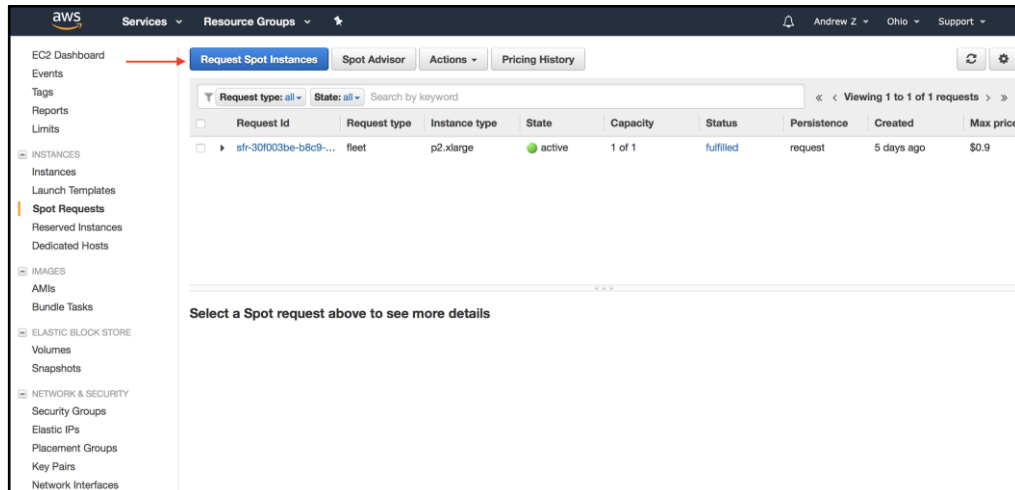 aws Services Resource Groups Andrew Z Ohio Support
EC2 Dashboard
Events
Tags
Reports
Limits
INSTANCES
Instances
Launch Templates
Spot Requests
Reserved Instances
Dedicated Hosts
IMAGES
AMIs
Bundle Tasks
ELASTIC BLOCK STORE
Volumes
Snapshots
NETWORK & SECURITY
Security Groups
Elastic IPs
Placement Groups
Key Pairs
Network Interfaces
Request Spot Instances Spot Advisor Actions Pricing History
Request type: all State: all Search by keyword Viewing 1 to 1 of 1 requests
Request Id Request type Instance type State Capacity Status Persistence Created Max price
sfr-30f003be-b8c9-... fleet p2.xlarge active 1 of 1 fulfilled request 5 days ago $0.9
Select a Spot request above to see more details